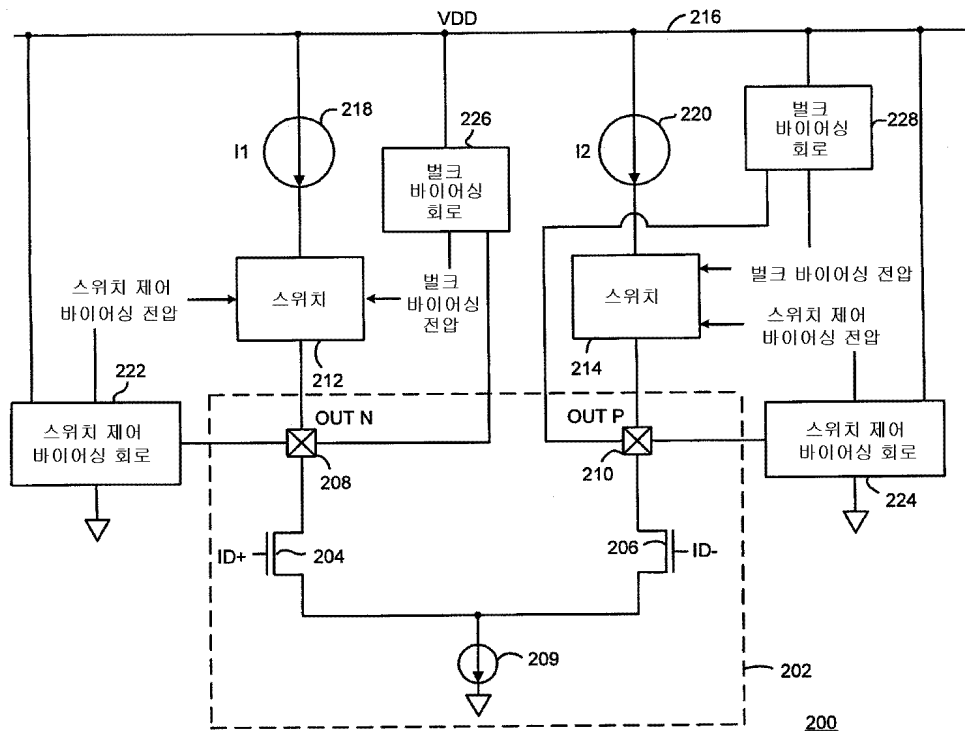 VDD
216
218
I1
226
벌크
바이어싱
회로
220
I2
벌크
바이어싱
회로
228
스위치 제어
바이어싱 전압
스위치
212
벌크
바이어싱
전압
스위치
214
벌크 바이어싱 전압
스위치 제어
바이어싱 전압
222
스위치 제어
바이어싱 회로
OUT N
208
OUT P
210
스위치 제어
바이어싱 회로
224
ID+
204
206
ID-
209
202
200